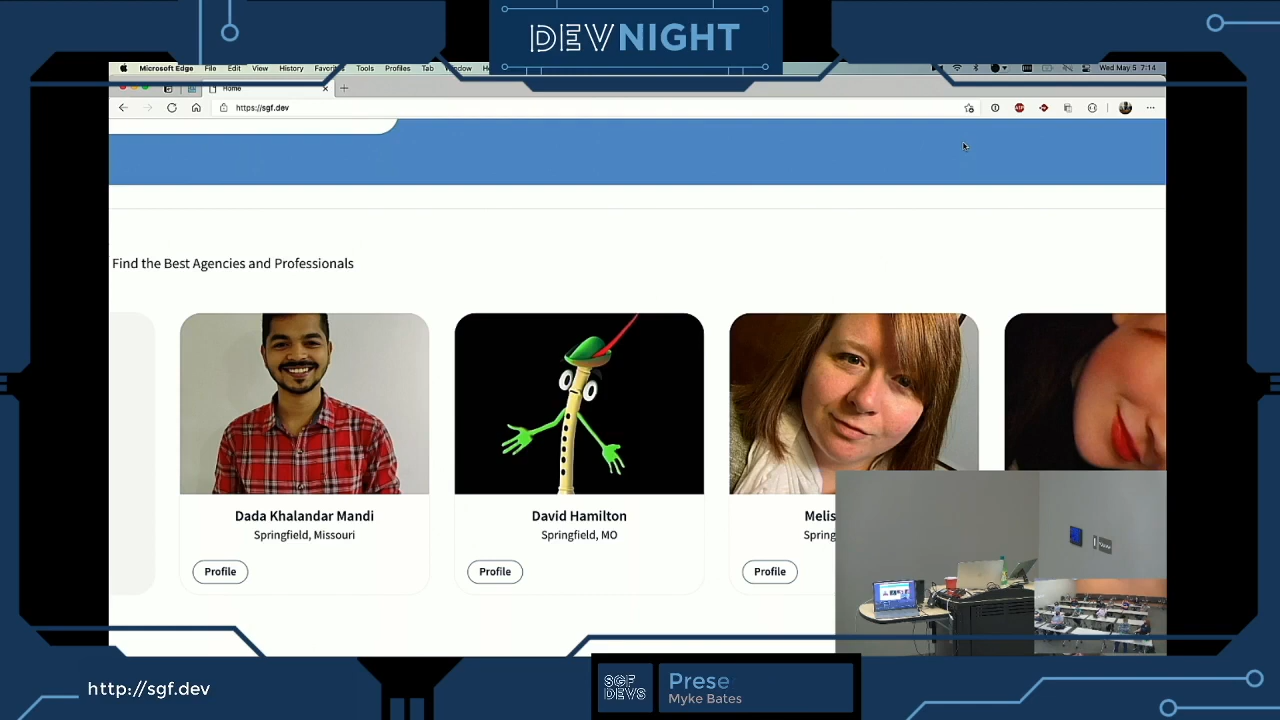 DEVNIGHT
Microsoft Edge File Edit View History Favorit Tools Profiles Tab Window Wed May 5 7:14
Home
https://sgf.dev
Find the Best Agencies and Professionals
Dada Khalandar Mandi
Springfield, Missouri
Profile
David Hamilton
Springfield, MO
Profile
Melis
Spring
Profile
http://sgf.dev
SGF
DEVS
Prese
Myke Bates